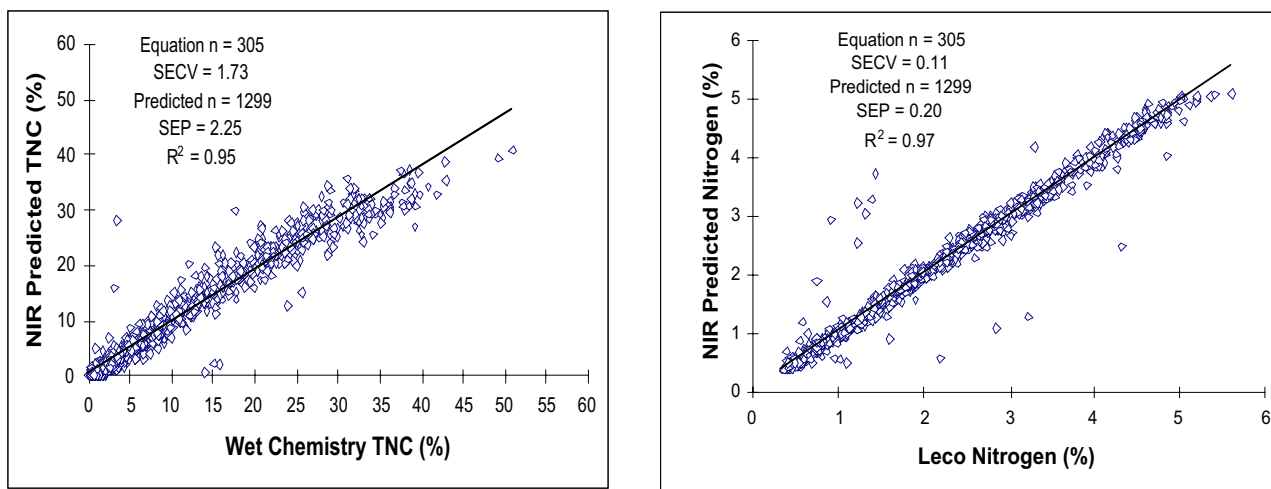 NIR Predicted TNC (%)
60
50
40
30
20
10
0
Equation n = 305
SECV = 1.73
Predicted n = 1299
SEP = 2.25
R² = 0.95
0 5 10 15 20 25 30 35 40 45 50 55 60
Wet Chemistry TNC (%)
NIR Predicted Nitrogen (%)
6
5
4
3
2
1
0
Equation n = 305
SECV = 0.11
Predicted n = 1299
SEP = 0.20
R² = 0.97
0 1 2 3 4 5 6
Leco Nitrogen (%)